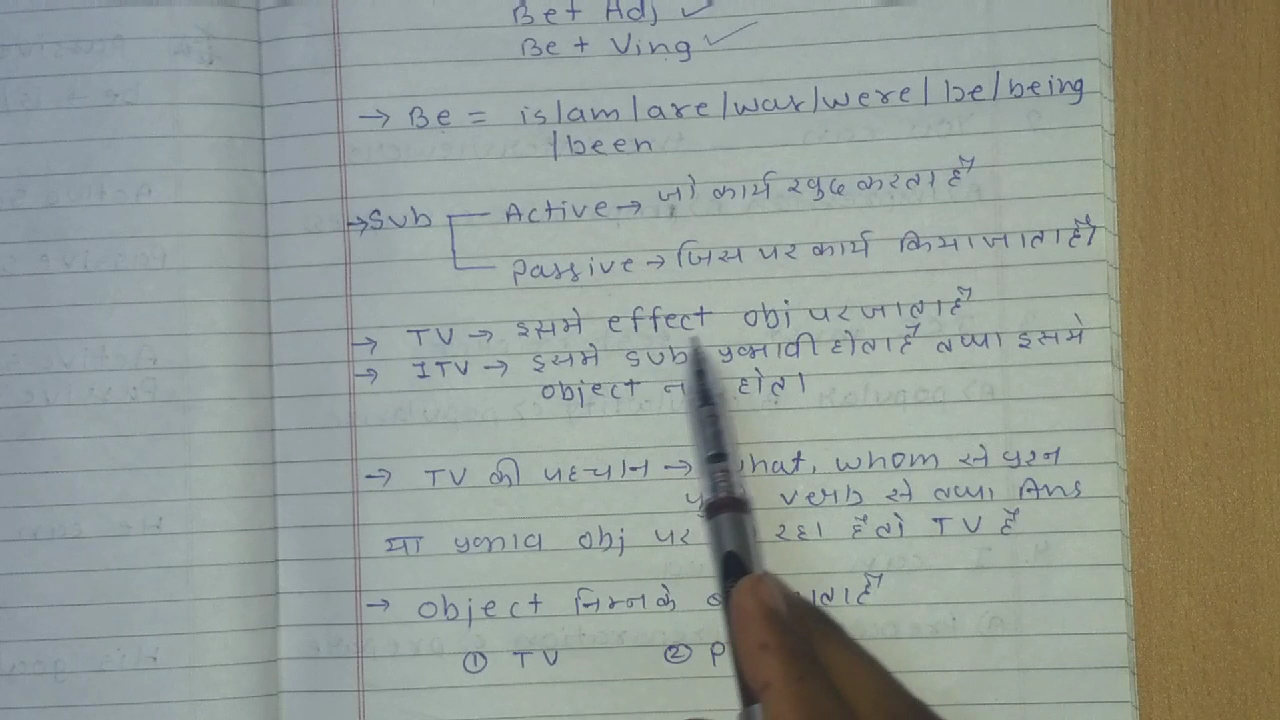 Be + Adj ✓
Be + Ving ✓
→ Be = is/am/are/was/were/be/being
/been
→ Sub Active → जो कार्य खुद करता है
Passive → जिस पर कार्य किया जाता है
→ TV → इसमे effect obj पर जाता है
→ ITV → इसमे sub प्रभावी होता है तथा इसमे
object होता
→ TV की पहचान → what, whom से प्रश्न
verb से तथा Ans
या प्रभाव obj पर रहा है तो TV है
→ object निम्नके
① TV ② P